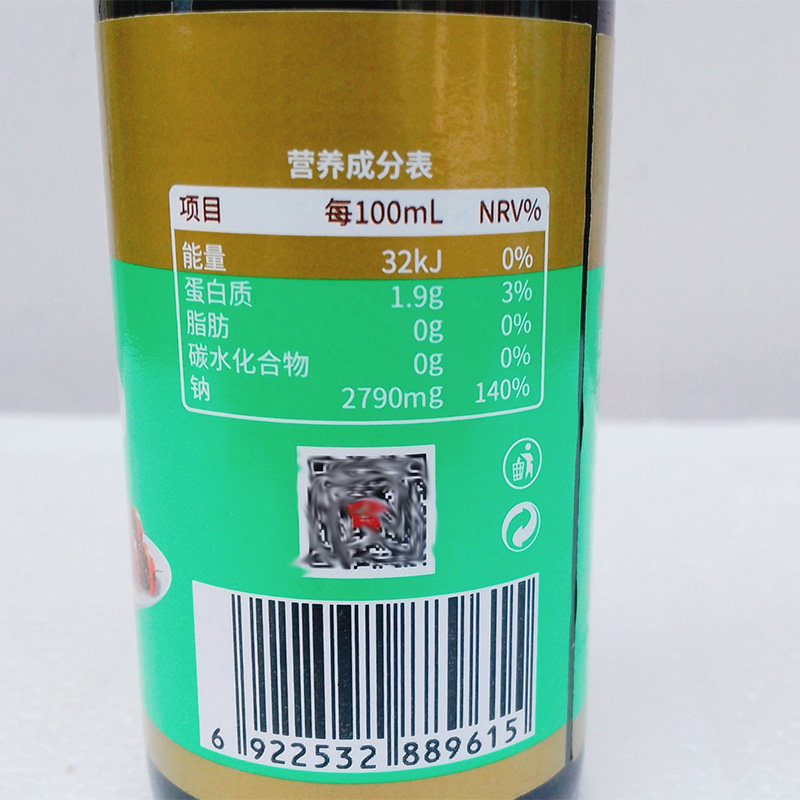 营养成分表
项目 每100mL NRV%
能量 32kJ 0%
蛋白质 1.9g 3%
脂肪 0g 0%
碳水化合物 0g 0%
钠 2790mg 140%
6 922532 889615